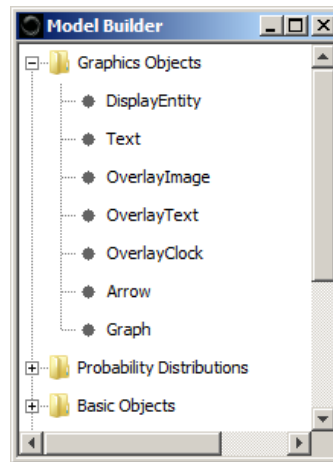 Model Builder
Graphics Objects
DisplayEntity
Text
OverlayImage
OverlayText
OverlayClock
Arrow
Graph
Probability Distributions
Basic Objects